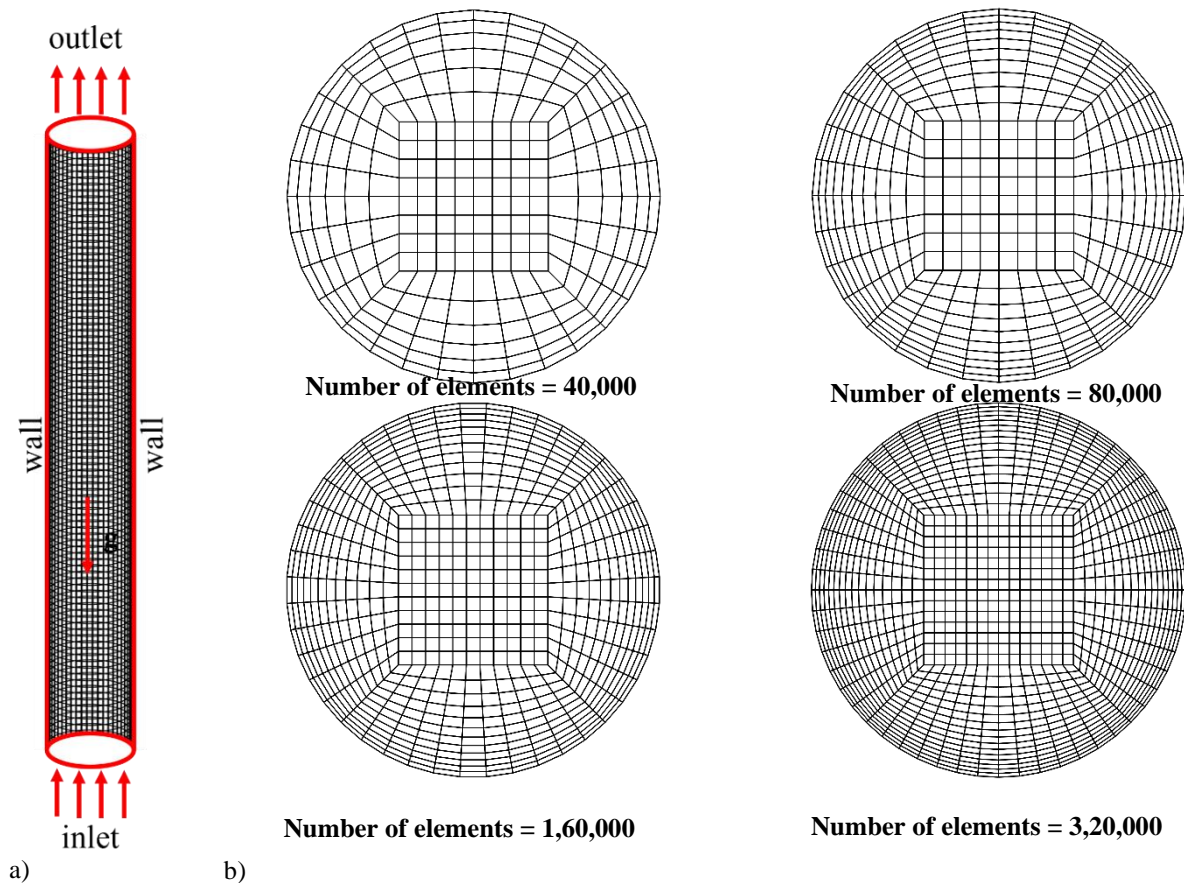 outlet
wall
wall
g
inlet
a)
Number of elements = 40,000
Number of elements = 80,000
Number of elements = 1,60,000
Number of elements = 3,20,000
b)